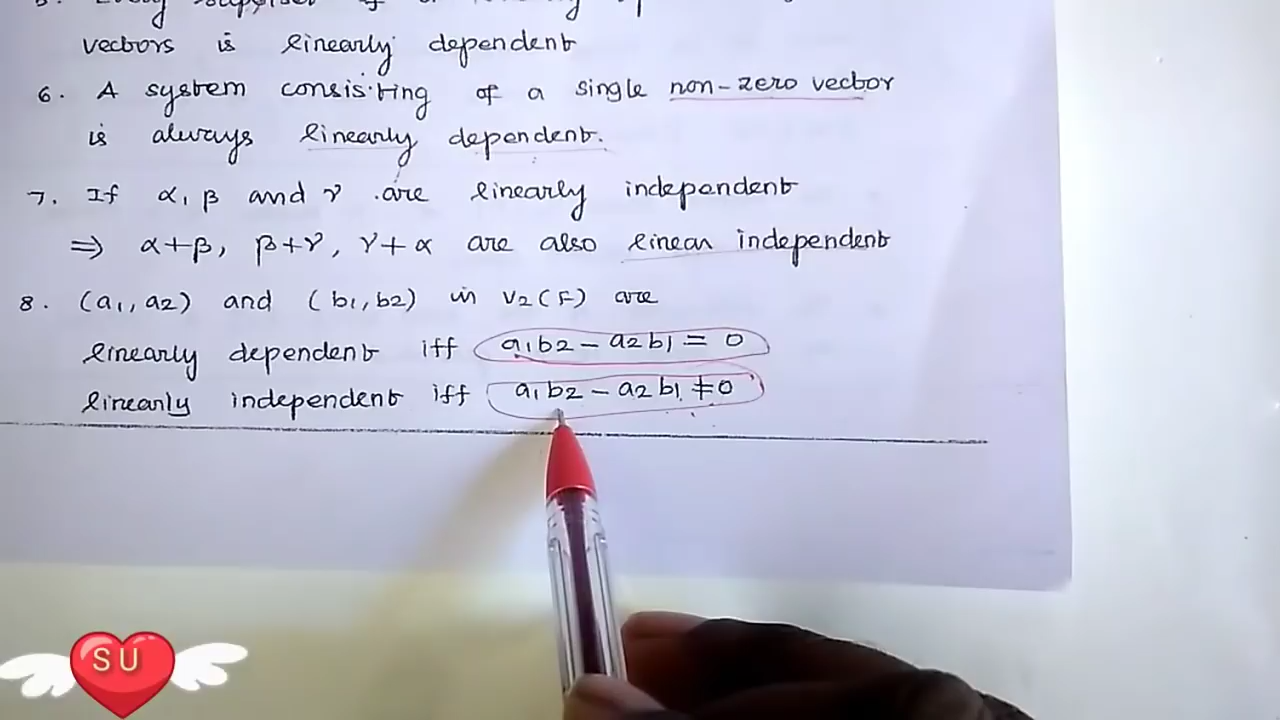 vectors is linearly dependent
6. A system consisting of a single non-zero vector
is always linearly dependent.
7. If α, β and γ are linearly independent
⇒ α+β, β+γ, γ+α are also linear independent
8. (a1, a2) and (b1, b2) in V2(F) are
linearly dependent iff a1b2 - a2b1 = 0
linearly independent iff a1b2 - a2b1 ≠ 0
SU